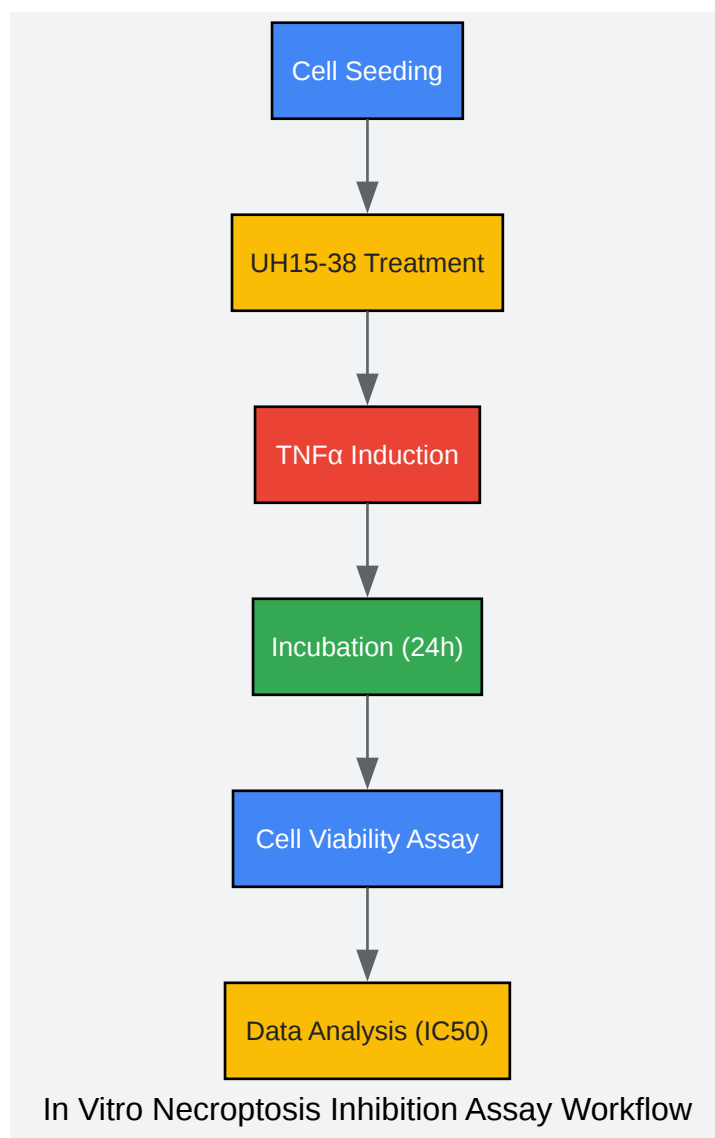 Cell Seeding
UH15-38 Treatment
TNFα Induction
Incubation (24h)
Cell Viability Assay
Data Analysis (IC50)
In Vitro Necroptosis Inhibition Assay Workflow